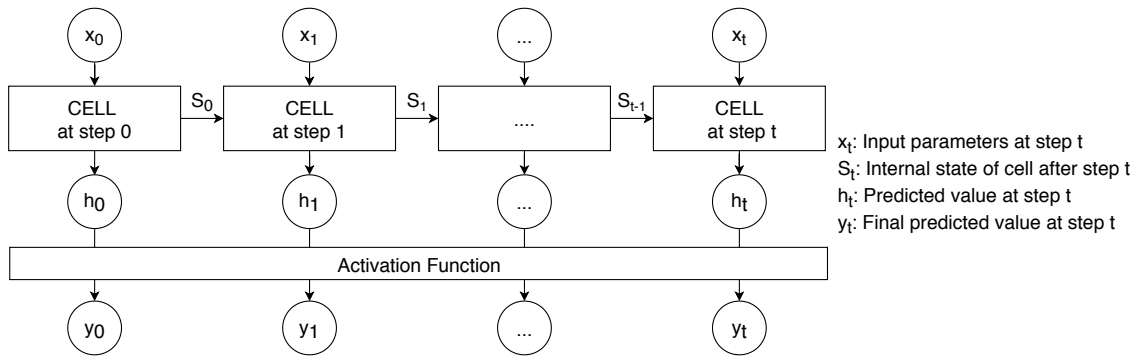 x₀ x₁ ... xₜ
S₀ S₁ Sₜ₋₁
CELL CELL CELL
at step 0 at step 1 .... at step t
xₜ: Input parameters at step t
Sₜ: Internal state of cell after step t
hₜ: Predicted value at step t
yₜ: Final predicted value at step t
h₀ h₁ ... hₜ
Activation Function
y₀ y₁ ... yₜ